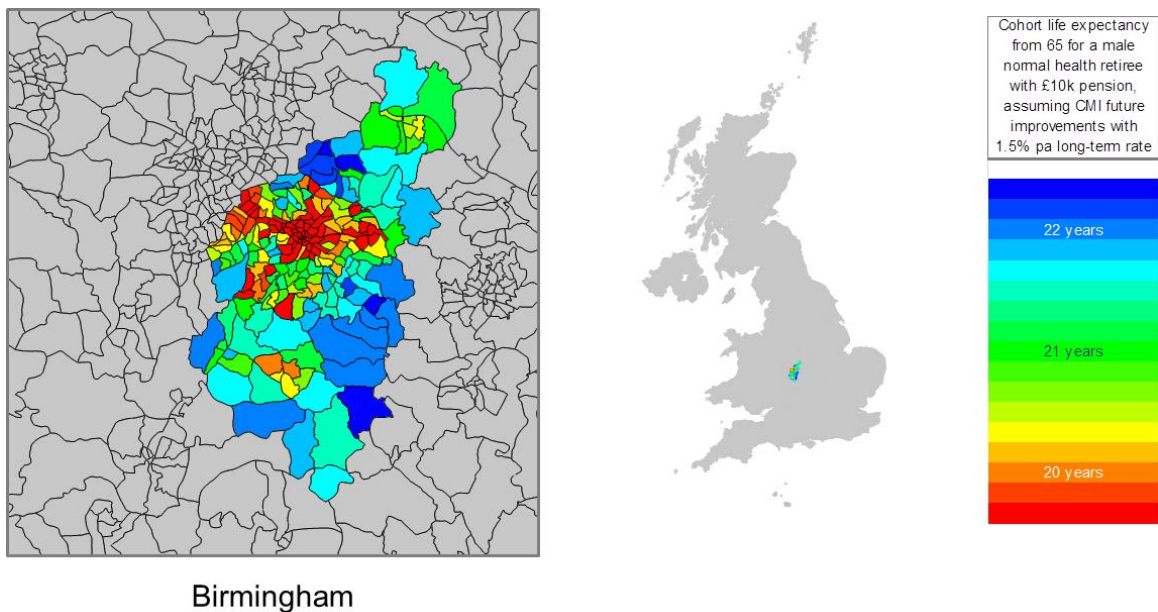 Cohort life expectancy
from 65 for a male
normal health retiree
with £10k pension,
assuming CMI future
improvements with
1.5% pa long-term rate
22 years
21 years
20 years
Birmingham